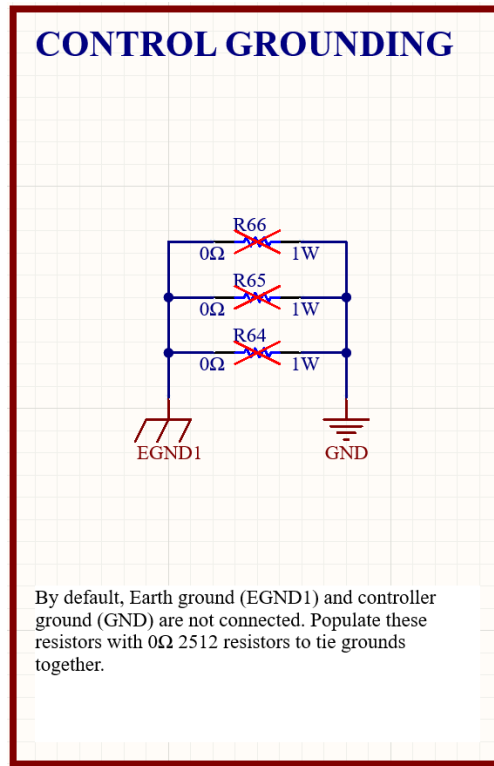 CONTROL GROUNDING
R66
0Ω 1W
R65
0Ω 1W
R64
0Ω 1W
EGND1 GND
By default, Earth ground (EGND1) and controller
ground (GND) are not connected. Populate these
resistors with 0Ω 2512 resistors to tie grounds
together.